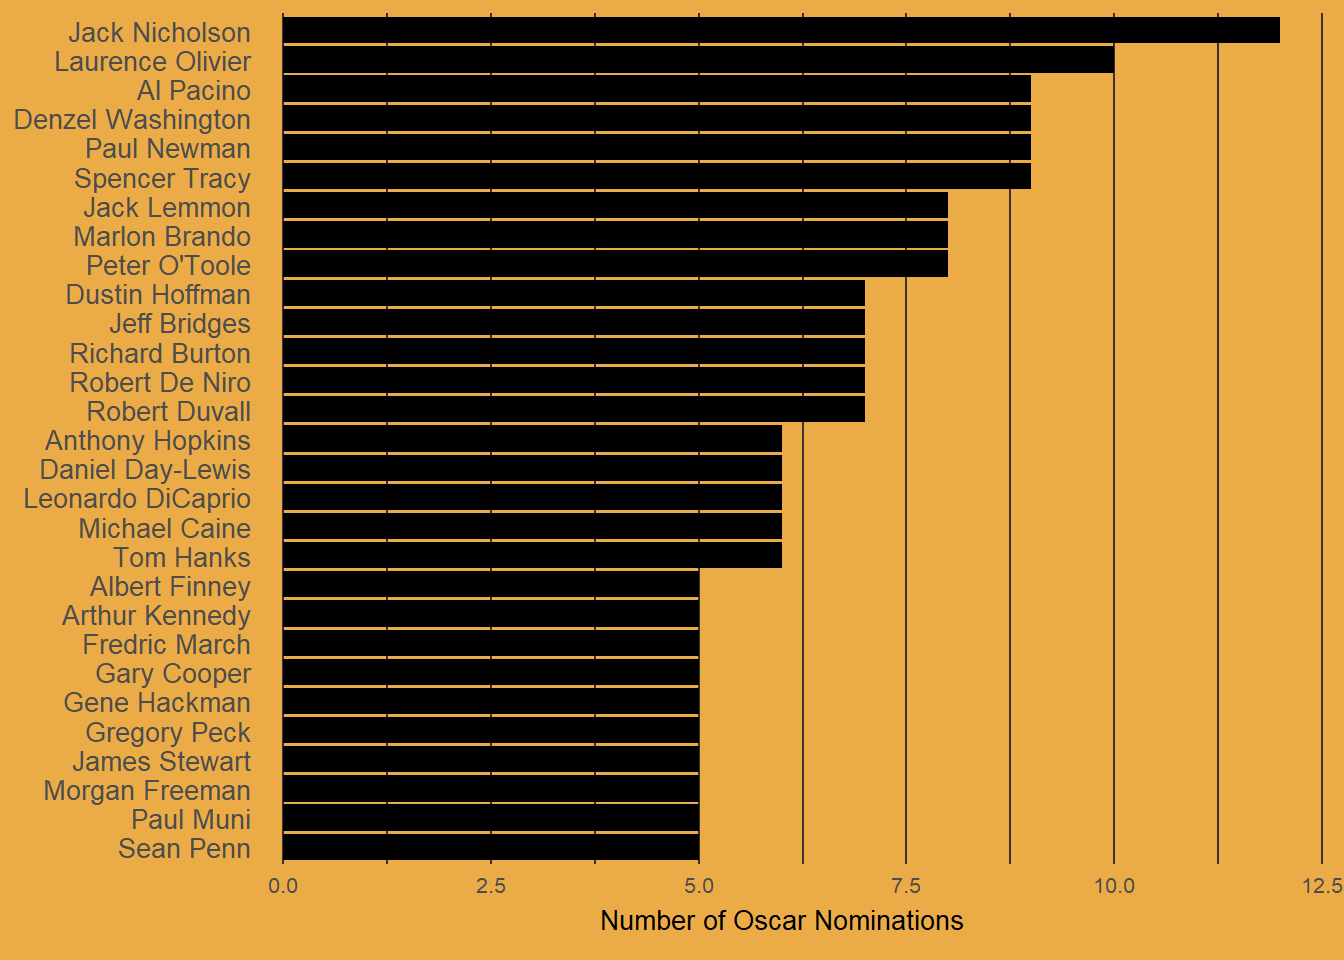 Jack Nicholson
Laurence Olivier
Al Pacino
Denzel Washington
Paul Newman
Spencer Tracy
Jack Lemmon
Marlon Brando
Peter O'Toole
Dustin Hoffman
Jeff Bridges
Richard Burton
Robert De Niro
Robert Duvall
Anthony Hopkins
Daniel Day-Lewis
Leonardo DiCaprio
Michael Caine
Tom Hanks
Albert Finney
Arthur Kennedy
Fredric March
Gary Cooper
Gene Hackman
Gregory Peck
James Stewart
Morgan Freeman
Paul Muni
Sean Penn
0.0 2.5 5.0 7.5 10.0 12.5
Number of Oscar Nominations